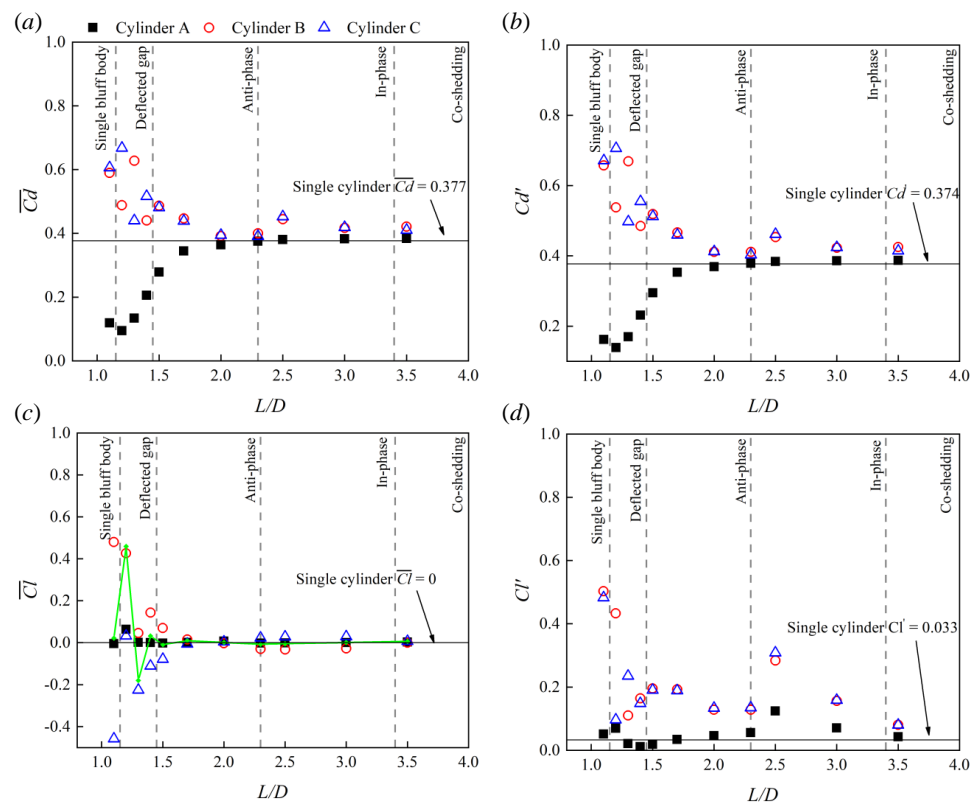 (a) Cylinder A Cylinder B Cylinder C (b)
1.0
0.8
0.6
0.4
0.2
0.0
1.0 1.5 2.0 2.5 3.0 3.5 4.0
L/D
C̅d̅
Single bluff body
Deflected gap
Anti-phase
In-phase
Co-shedding
Single cylinder C̅d̅ = 0.377
1.0
0.8
0.6
0.4
0.2
1.0 1.5 2.0 2.5 3.0 3.5 4.0
L/D
Cd'
Single bluff body
Deflected gap
Anti-phase
In-phase
Co-shedding
Single cylinder Cd' = 0.374
(c) (d)
1.0
0.8
0.6
0.4
0.2
0.0
-0.2
-0.4
1.0 1.5 2.0 2.5 3.0 3.5 4.0
L/D
C̅l̅
Single bluff body
Deflected gap
Anti-phase
In-phase
Co-shedding
Single cylinder C̅l̅ = 0
1.0
0.8
0.6
0.4
0.2
0.0
1.0 1.5 2.0 2.5 3.0 3.5 4.0
L/D
Cl'
Single bluff body
Deflected gap
Anti-phase
In-phase
Co-shedding
Single cylinder Cl' = 0.033